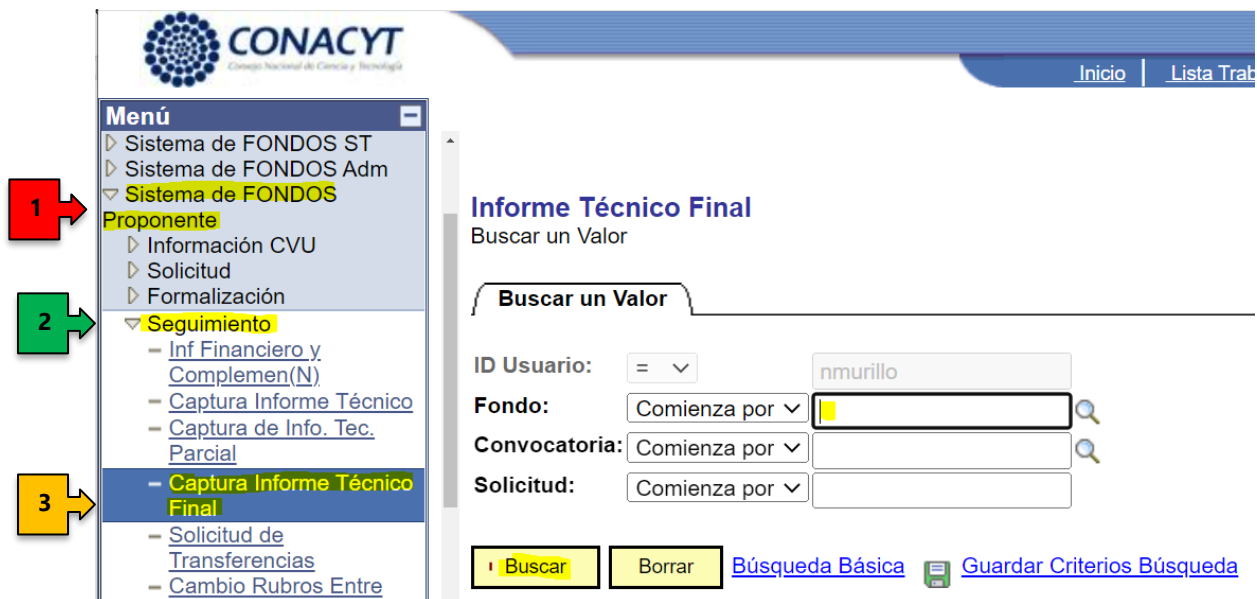 CONACYT
Consejo Nacional de Ciencia y Tecnología
Inicio
Lista Trab
Menú
Sistema de FONDOS ST
Sistema de FONDOS Adm
1
Sistema de FONDOS
Proponente
Información CVU
Solicitud
Formalización
2
Seguimiento
Inf Financiero y
Complemen(N)
Captura Informe Técnico
Captura de Info. Tec.
Parcial
3
Captura Informe Técnico
Final
Solicitud de
Transferencias
Cambio Rubros Entre
Informe Técnico Final
Buscar un Valor
Buscar un Valor
ID Usuario: = nmurillo
Fondo: Comienza por
Convocatoria: Comienza por
Solicitud: Comienza por
Buscar Borrar Búsqueda Básica Guardar Criterios Búsqueda